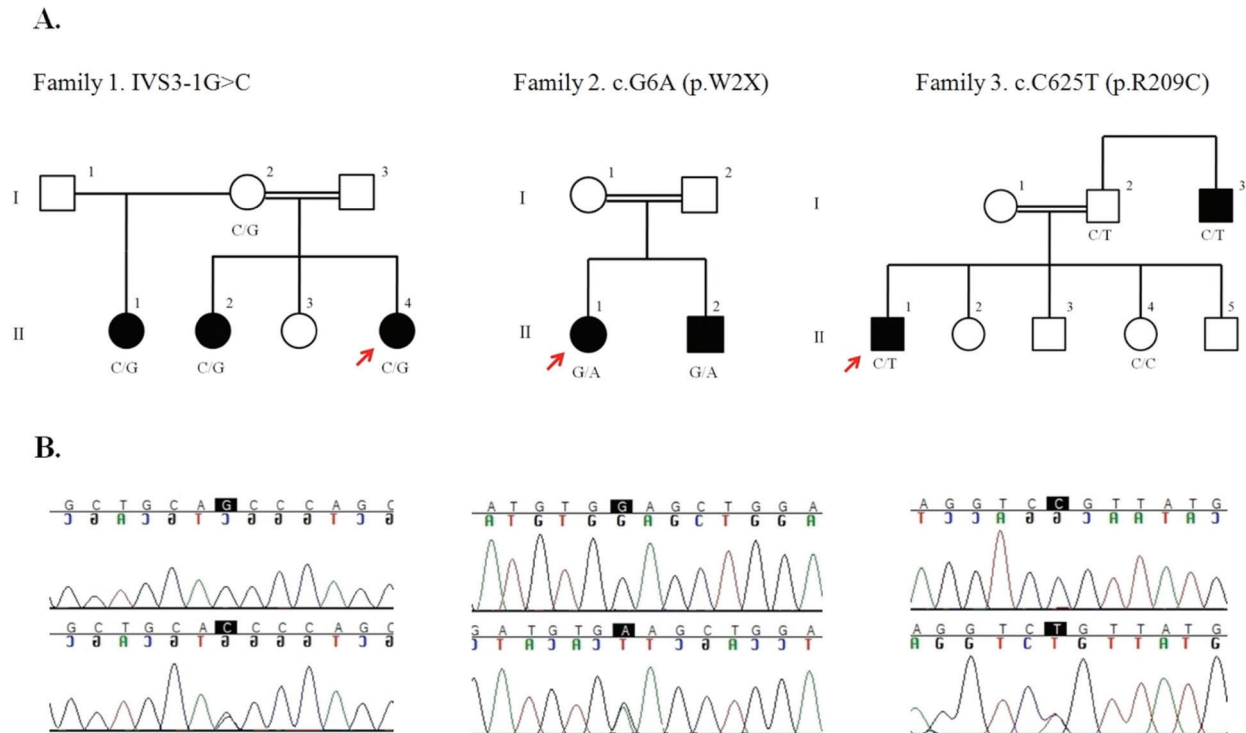 A.
Family 1. IVS3-1G>C
Family 2. c.G6A (p.W2X)
Family 3. c.C625T (p.R209C)
I
1
2
3
C/G
II
1
2
3
4
C/G
C/G
C/G
I
1
2
II
1
2
G/A
G/A
I
1
2
3
C/T
C/T
II
1
2
3
4
5
C/T
C/C
B.
G C T G C A G C C C A G C
C G A C G T C G G G T C G
G C T G C A C C C C A G C
C G A C G T G G G G T C G
A T G T G G A G C T G G A
A T G T G G A G C T G G A
G A T G T G A A G C T G G A
C T A C A C T T C G A C C T
A G G T C C G T T A T G
T C C A G G C A A T A C
A G G T C T G T T A T G
A G G T C T G T T A T G